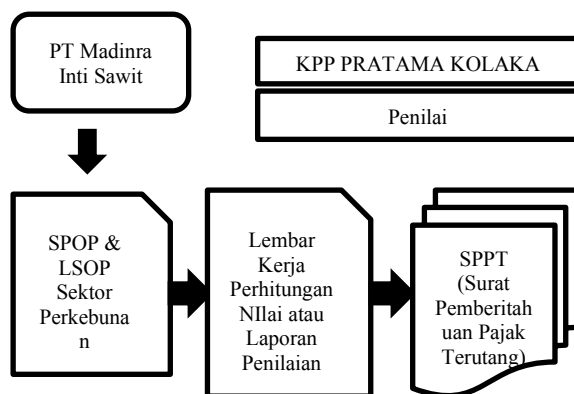 PT Madinra
Inti Sawit
KPP PRATAMA KOLAKA
Penilai
SPOP &
LSOP
Sektor
Perkebuna
n
Lembar
Kerja
Perhitungan
NIlai atau
Laporan
Penilaian
SPPT
(Surat
Pemberitah
uan Pajak
Terutang)